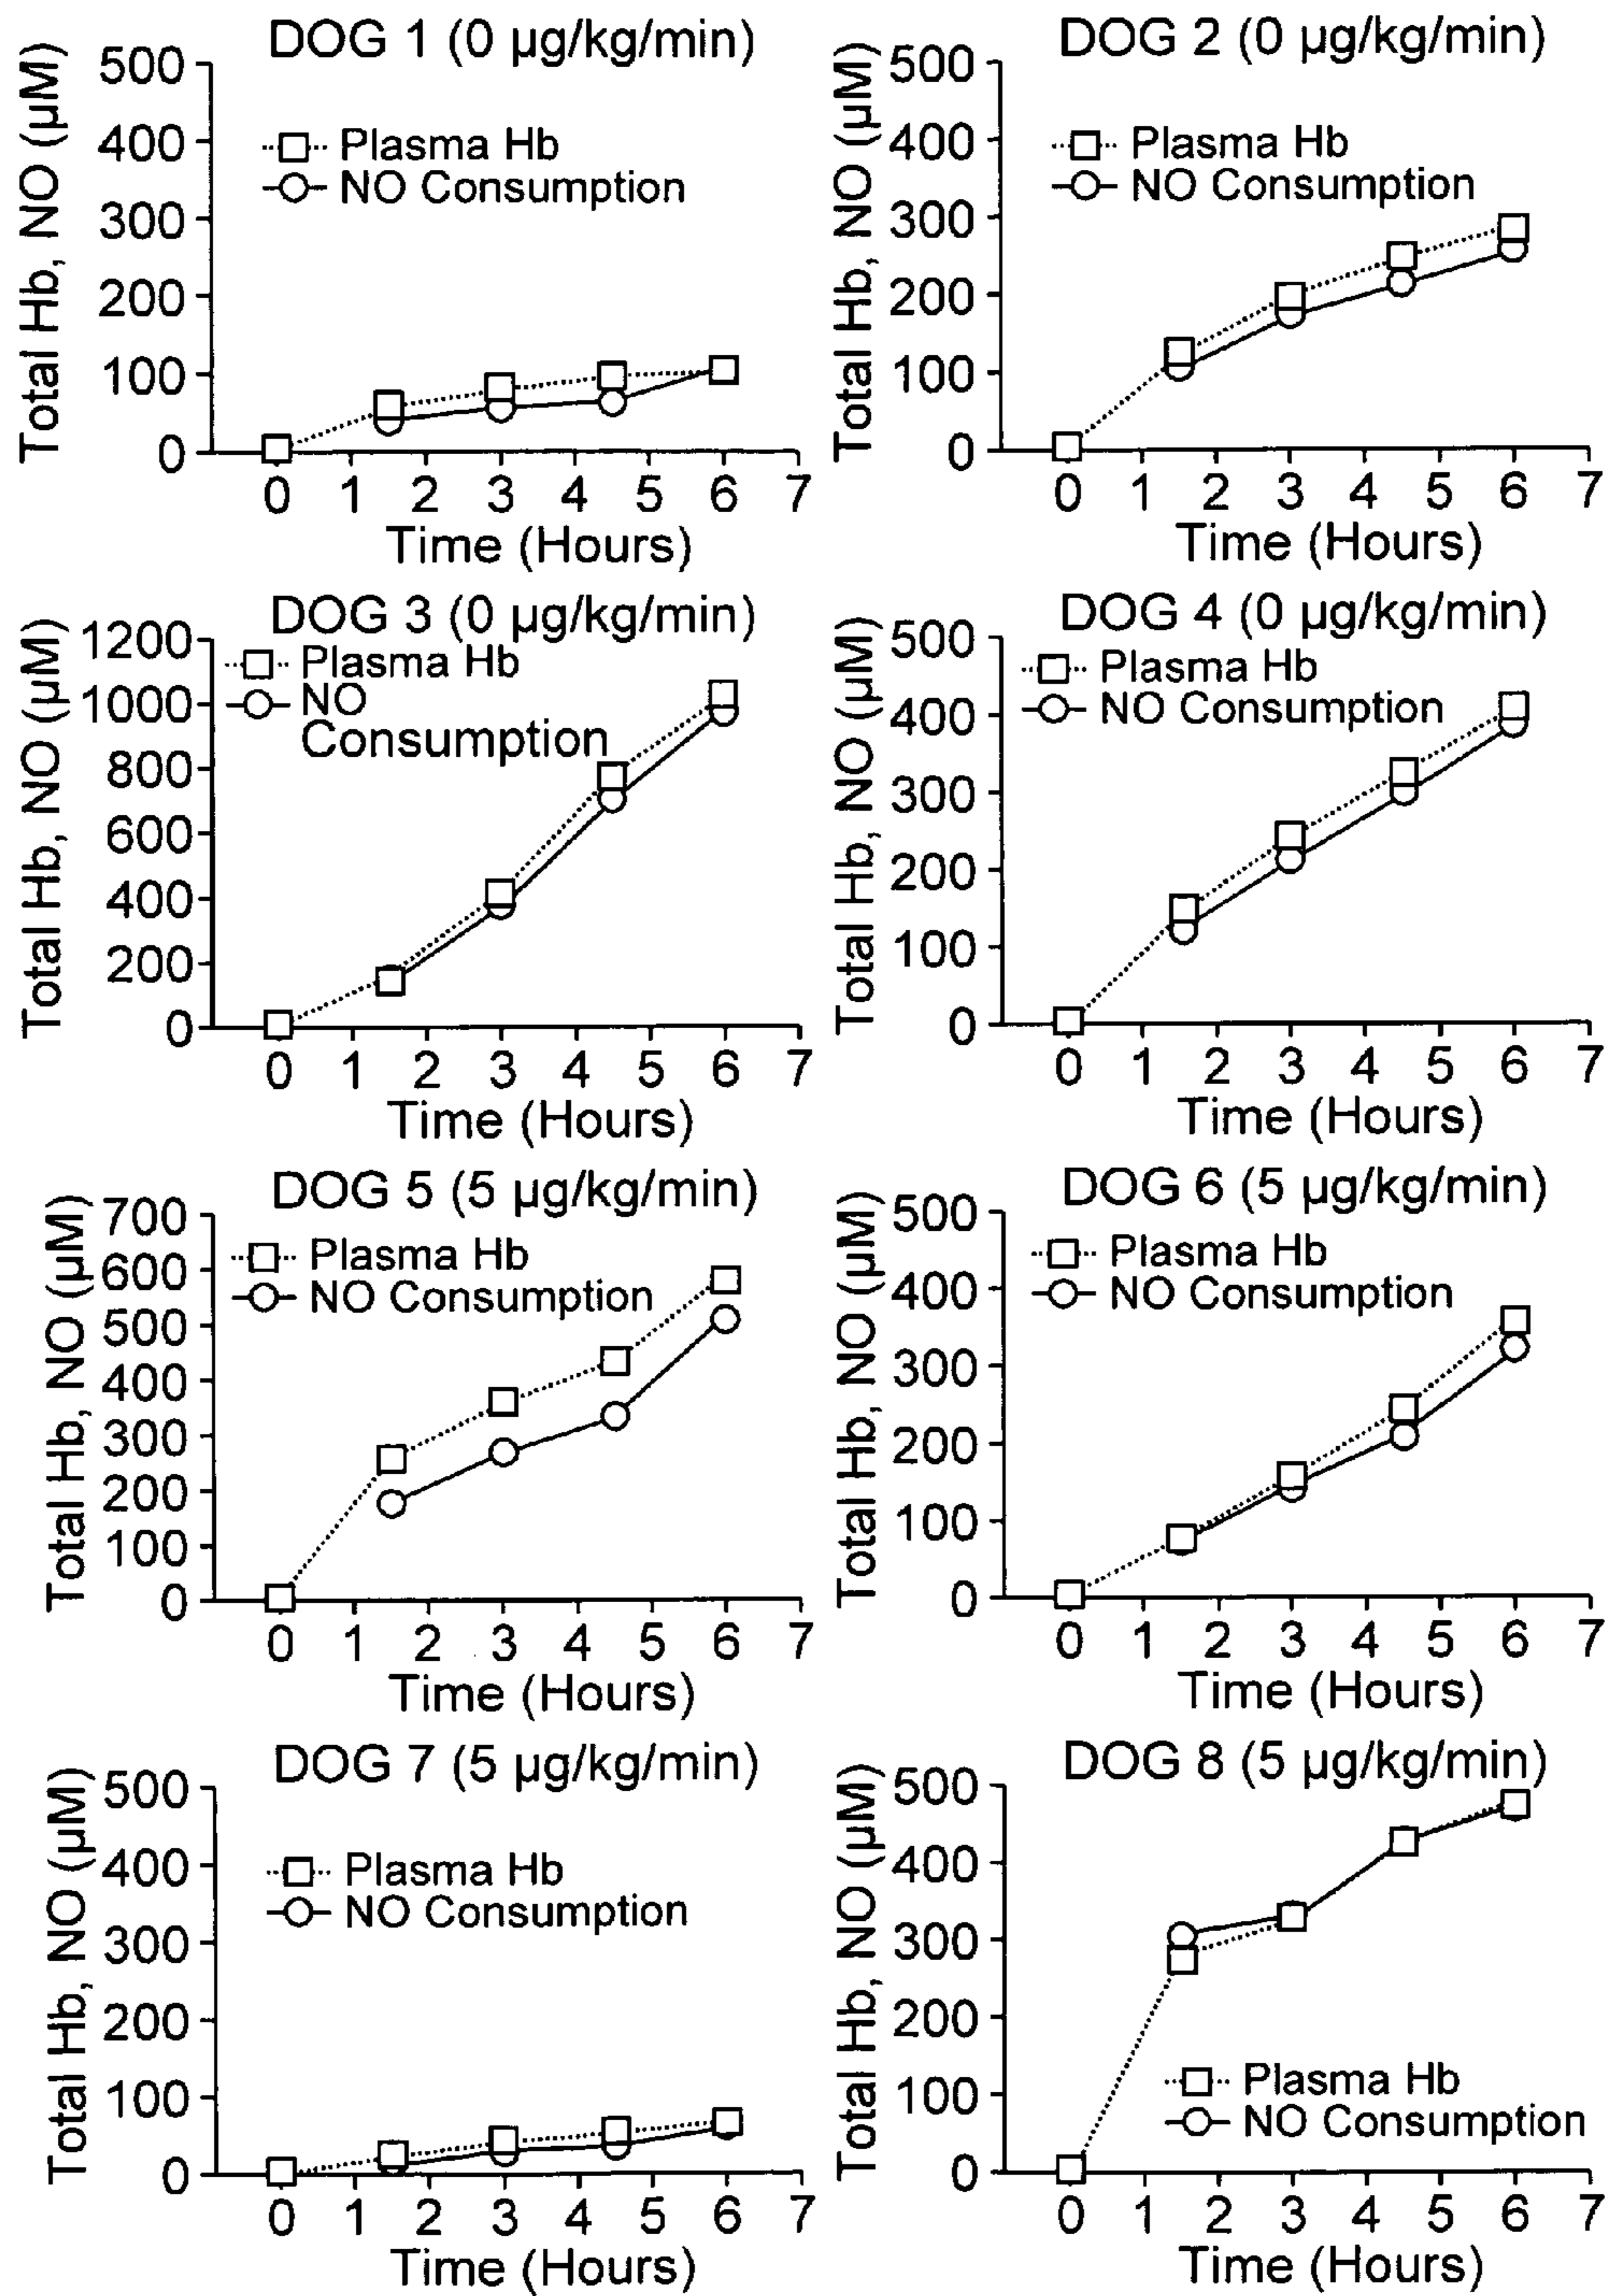 DOG 1 (0 µg/kg/min)
Total Hb, NO (µM)
500
400
300
200
100
0
Plasma Hb
NO Consumption
0 1 2 3 4 5 6 7
Time (Hours)
DOG 2 (0 µg/kg/min)
Total Hb, NO (µM)
500
400
300
200
100
0
Plasma Hb
NO Consumption
0 1 2 3 4 5 6 7
Time (Hours)
DOG 3 (0 µg/kg/min)
Total Hb, NO (µM)
1200
1000
800
600
400
200
0
Plasma Hb
NO
Consumption
0 1 2 3 4 5 6 7
Time (Hours)
DOG 4 (0 µg/kg/min)
Total Hb, NO (µM)
500
400
300
200
100
0
Plasma Hb
NO Consumption
0 1 2 3 4 5 6 7
Time (Hours)
DOG 5 (5 µg/kg/min)
Total Hb, NO (µM)
700
600
500
400
300
200
100
0
Plasma Hb
NO Consumption
0 1 2 3 4 5 6 7
Time (Hours)
DOG 6 (5 µg/kg/min)
Total Hb, NO (µM)
500
400
300
200
100
0
Plasma Hb
NO Consumption
0 1 2 3 4 5 6 7
Time (Hours)
DOG 7 (5 µg/kg/min)
Total Hb, NO (µM)
500
400
300
200
100
0
Plasma Hb
NO Consumption
0 1 2 3 4 5 6 7
Time (Hours)
DOG 8 (5 µg/kg/min)
Total Hb, NO (µM)
500
400
300
200
100
0
Plasma Hb
NO Consumption
0 1 2 3 4 5 6 7
Time (Hours)